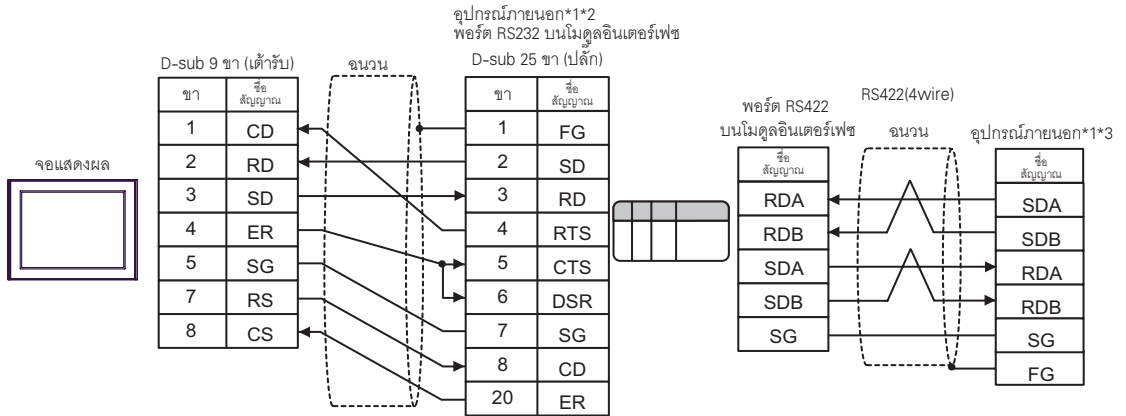 อุปกรณ์ภายนอก*1*2
พอร์ต RS232 บนโมดูลอินเตอร์เฟซ
D-sub 9 ขา (เต้ารับ)
ฉนวน
D-sub 25 ขา (ปลั๊ก)
จอแสดงผล
ขา ชื่อสัญญาณ
1 CD
2 RD
3 SD
4 ER
5 SG
7 RS
8 CS
ขา ชื่อสัญญาณ
1 FG
2 SD
3 RD
4 RTS
5 CTS
6 DSR
7 SG
8 CD
20 ER
RS422(4wire)
พอร์ต RS422
บนโมดูลอินเตอร์เฟซ
ฉนวน
อุปกรณ์ภายนอก*1*3
ชื่อสัญญาณ
RDA
RDB
SDA
SDB
SG
ชื่อสัญญาณ
SDA
SDB
RDA
RDB
SG
FG